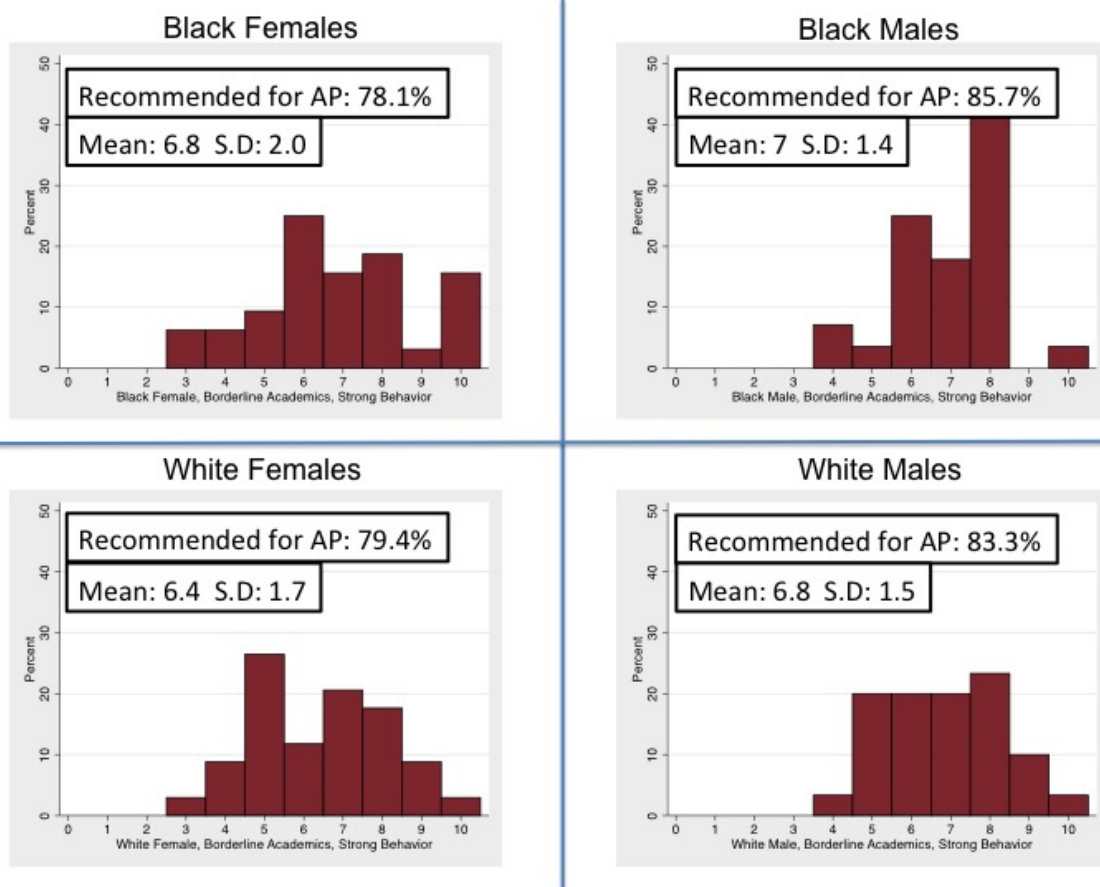 Black Females
Recommended for AP: 78.1%
Mean: 6.8 S.D: 2.0
Percent
50
40
30
20
10
0
0 1 2 3 4 5 6 7 8 9 10
Black Female, Borderline Academics, Strong Behavior
Black Males
Recommended for AP: 85.7%
Mean: 7 S.D: 1.4
Percent
50
40
30
20
10
0
0 1 2 3 4 5 6 7 8 9 10
Black Male, Borderline Academics, Strong Behavior
White Females
Recommended for AP: 79.4%
Mean: 6.4 S.D: 1.7
Percent
50
40
30
20
10
0
0 1 2 3 4 5 6 7 8 9 10
White Female, Borderline Academics, Strong Behavior
White Males
Recommended for AP: 83.3%
Mean: 6.8 S.D: 1.5
Percent
50
40
30
20
10
0
0 1 2 3 4 5 6 7 8 9 10
White Male, Borderline Academics, Strong Behavior